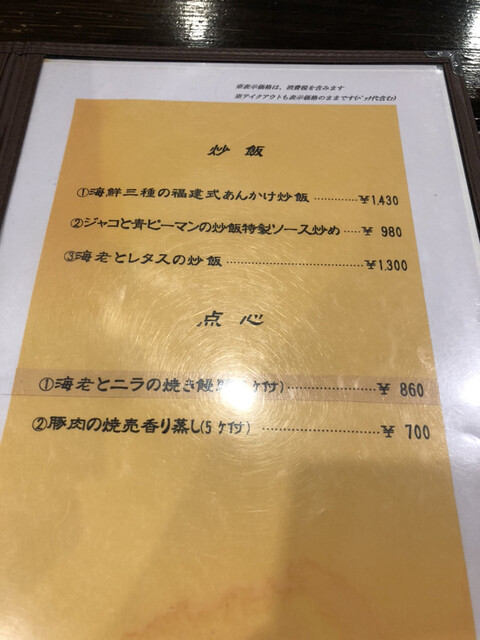 ※表示価格は、消費税を含みます
※テイクアウトも表示価格のままです(ﾊﾟｯｸ代含む)
炒飯
①海鮮三種の福建式あんかけ炒飯 ………… ¥1,430
②ジャコと青ピーマンの炒飯特製ソース炒め … ¥ 980
③海老とレタスの炒飯 ………………………… ¥1,300
点心
①海老とニラの焼き饅 ケ付) ……………… ¥ 860
②豚肉の焼売香り蒸し(5ヶ付) ……………………… ¥ 700